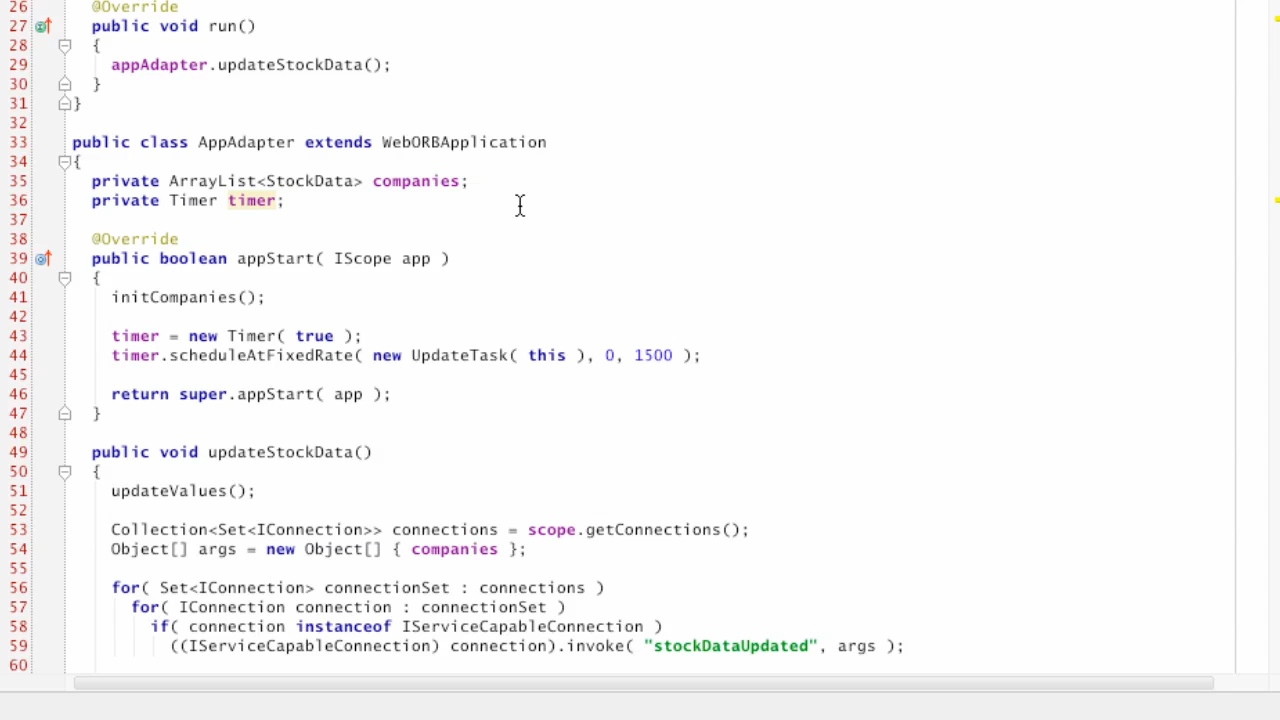 26 @Override
27 public void run()
28 {
29 appAdapter.updateStockData();
30 }
31 }
32
33 public class AppAdapter extends WebORBApplication
34 {
35 private ArrayList<StockData> companies;
36 private Timer timer;
37
38 @Override
39 public boolean appStart( IScope app )
40 {
41 initCompanies();
42
43 timer = new Timer( true );
44 timer.scheduleAtFixedRate( new UpdateTask( this ), 0, 1500 );
45
46 return super.appStart( app );
47 }
48
49 public void updateStockData()
50 {
51 updateValues();
52
53 Collection<Set<IConnection>> connections = scope.getConnections();
54 Object[] args = new Object[] { companies };
55
56 for( Set<IConnection> connectionSet : connections )
57 for( IConnection connection : connectionSet )
58 if( connection instanceof IServiceCapableConnection )
59 ((IServiceCapableConnection) connection).invoke( "stockDataUpdated", args );
60